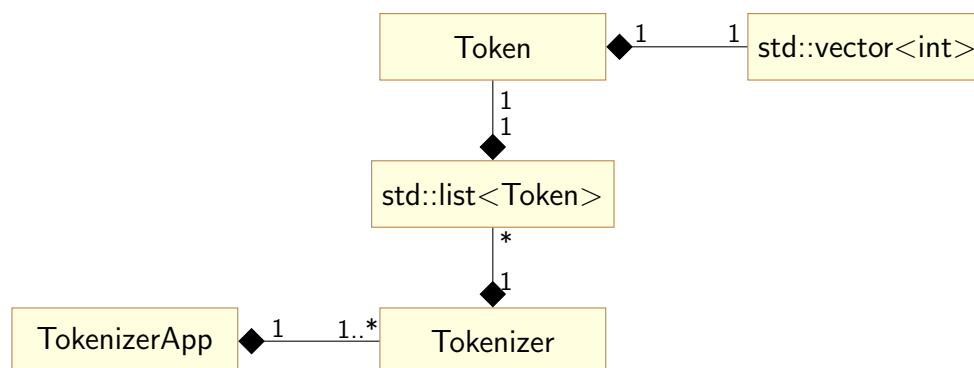 Token
1
1
std::vector<int>
1
1
std::list<Token>
*
1
TokenizerApp
1
1..*
Tokenizer